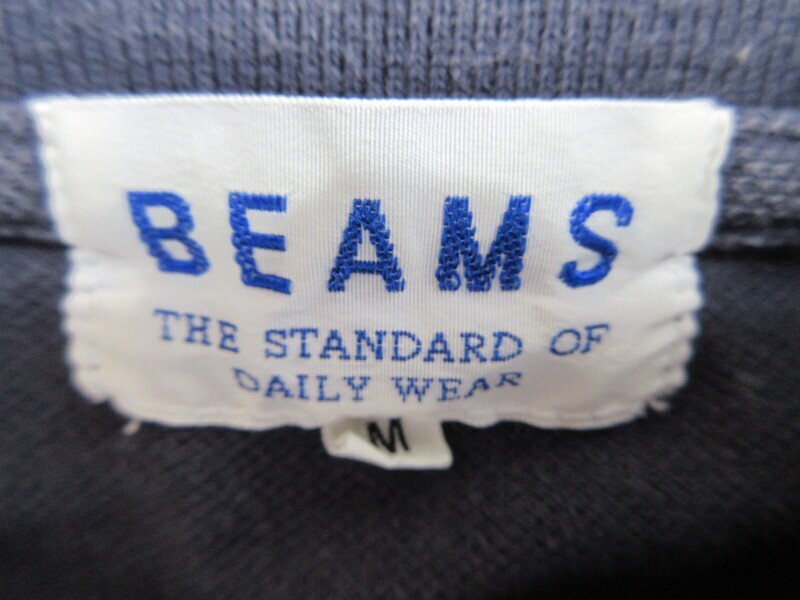 BEAMS
THE STANDARD OF
DAILY WEAR
M